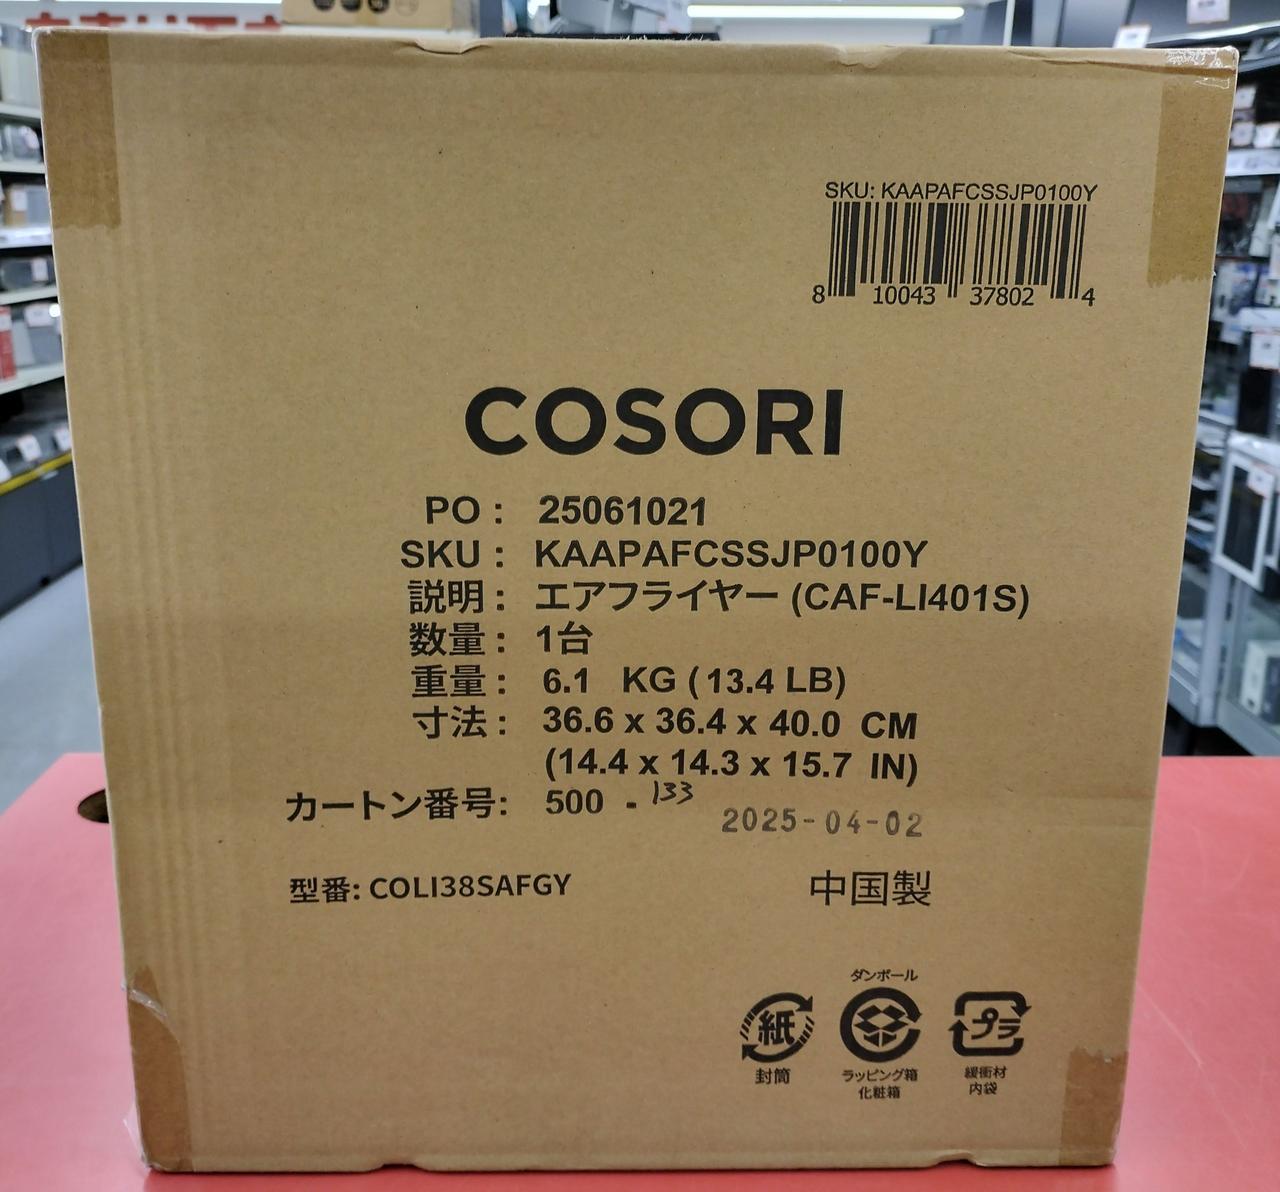 SKU: KAAPAFCSSJP0100Y
8 10043 37802 4
COSORI
PO : 25061021
SKU : KAAPAFCSSJP0100Y
説明 : エアフライヤー (CAF-LI401S)
数量 : 1台
重量 : 6.1 KG ( 13.4 LB)
寸法 : 36.6 x 36.4 x 40.0 CM
(14.4 x 14.3 x 15.7 IN)
カートン番号: 500 - 133
2025-04-02
型番: COLI38SAFGY
中国製
ダンボール
紙
プラ
封筒
ラッピング箱
化粧箱
緩衝材
内袋